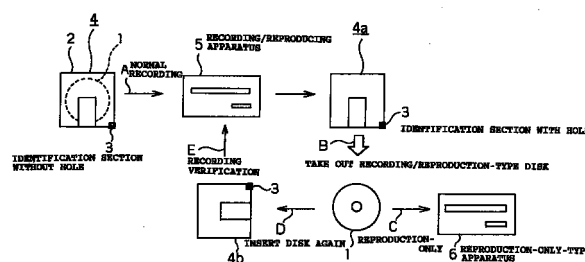 2 4 1
A NORMAL RECORDING
5 RECORDING/REPRODUCING APPARATUS
4a
3
IDENTIFICATION SECTION WITHOUT HOLE
E
RECORDING VERIFICATION
3
IDENTIFICATION SECTION WITH HOL
B
TAKE OUT RECORDING/REPRODUCTION-TYPE DISK
3
D
C
4b
INSERT DISK AGAIN
1
REPRODUCTION-ONLY
6
REPRODUCTION-ONLY-TYP
APPARATUS